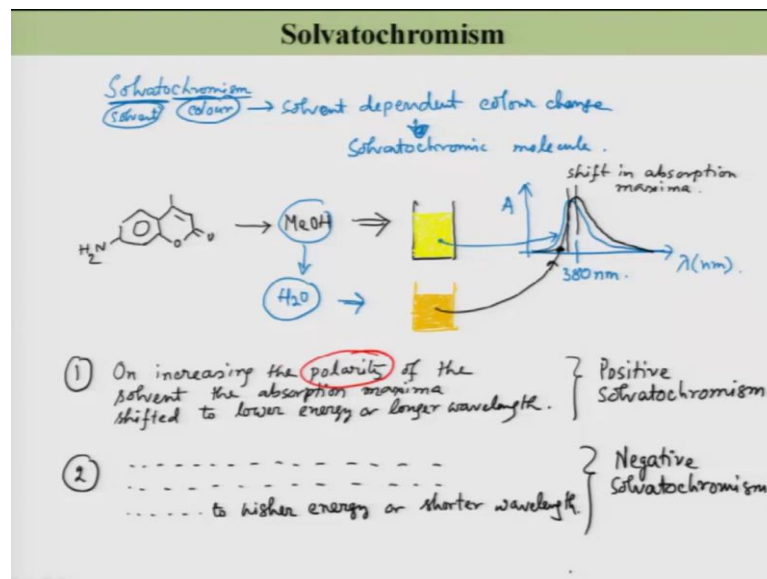 Solvatochromism
Solvatochromism
solvent colour → solvent dependent colour change
Solvatochromic molecule.
shift in absorption
maxima.
A
H2N
O
O
→ MeOH ⇒
380nm.
λ(nm).
H2O →
① On increasing the polarity of the
solvent the absorption maxima
shifted to lower energy or longer wavelength.
Positive
Solvatochromism
② - - - - - - - - - - - -
- - - - - - - - - - - -
...... to higher energy or shorter wavelength.
Negative
Solvatochromism